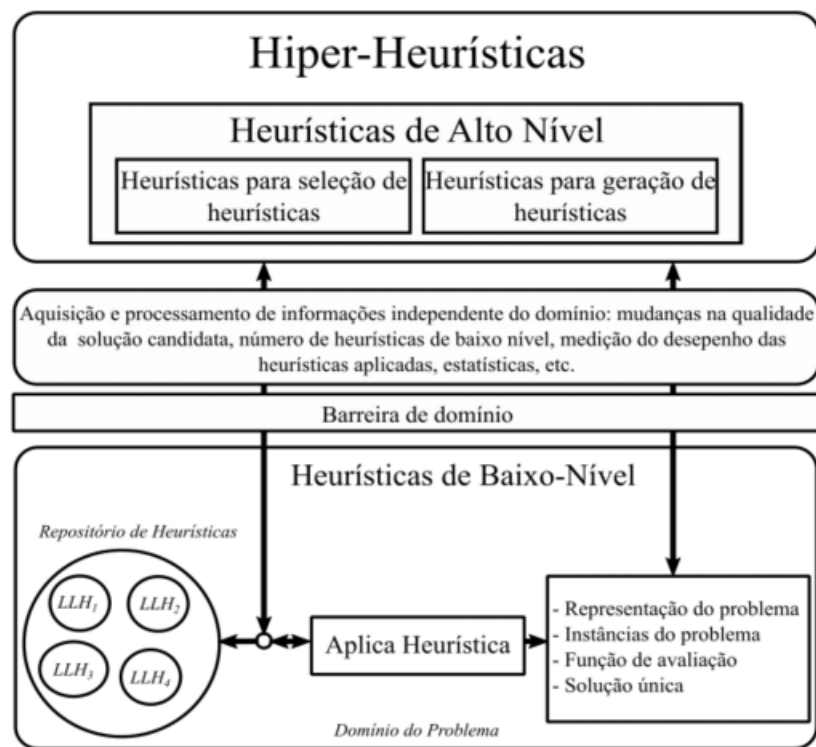 Hiper-Heurísticas
Heurísticas de Alto Nível
Heurísticas para seleção de
heurísticas
Heurísticas para geração de
heurísticas
Aquisição e processamento de informações independente do domínio: mudanças na qualidade
da solução candidata, número de heurísticas de baixo nível, medição do desepenho das
heurísticas aplicadas, estatísticas, etc.
Barreira de domínio
Heurísticas de Baixo-Nível
Repositório de Heurísticas
LLH₁
LLH₂
LLH₃
LLH₄
Aplica Heurística
- Representação do problema
- Instâncias do problema
- Função de avaliação
- Solução única
Domínio do Problema